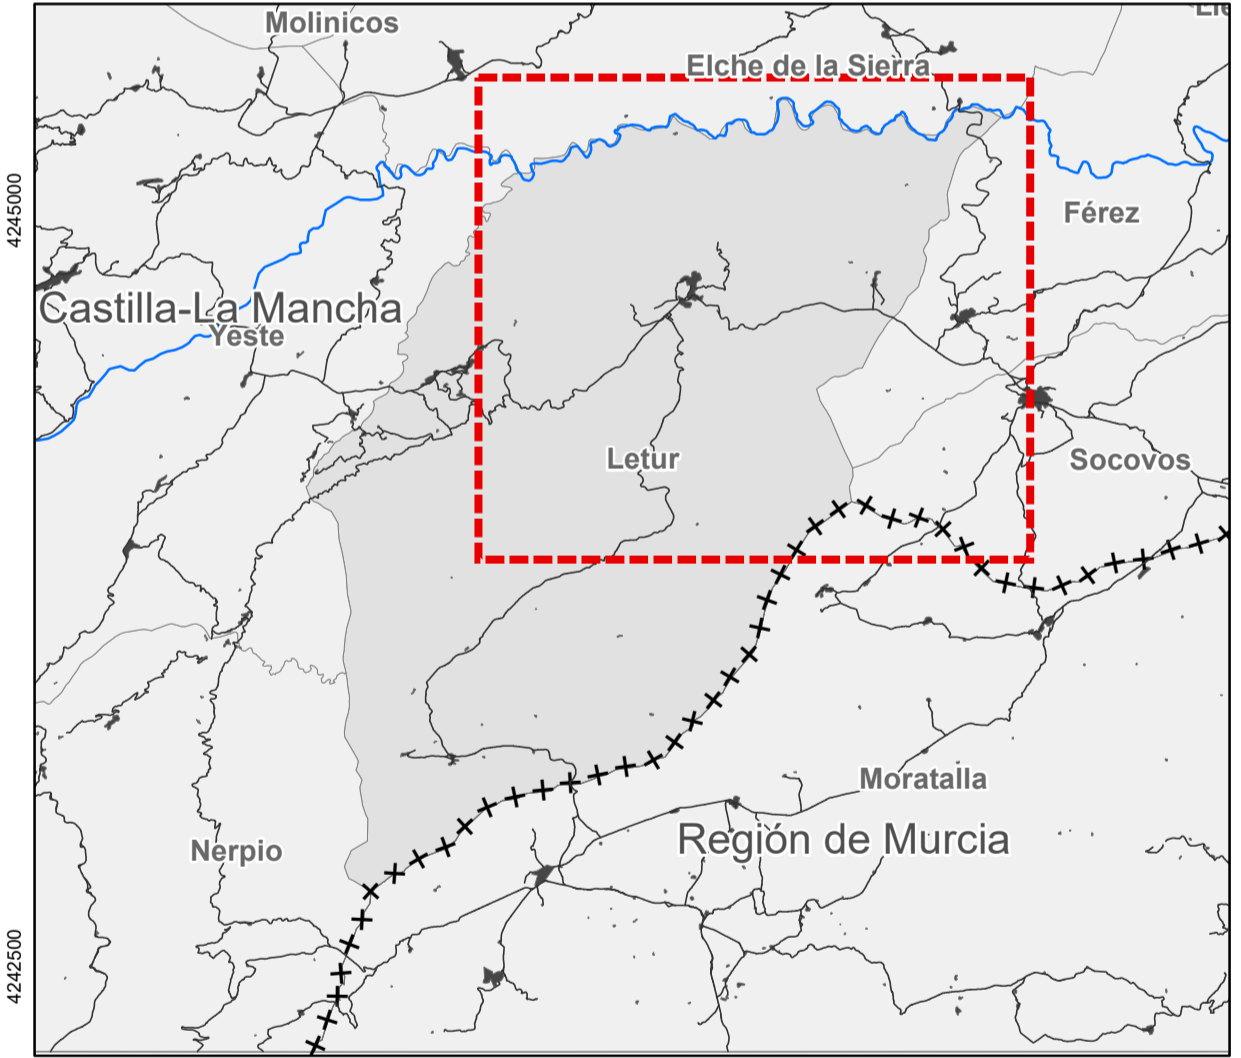 Molinicos
Elche de la Sierra
4245000
Férez
Castilla-La Mancha
Yeste
Letur
Socovos
Moratalla
Región de Murcia
Nerpio
4242500